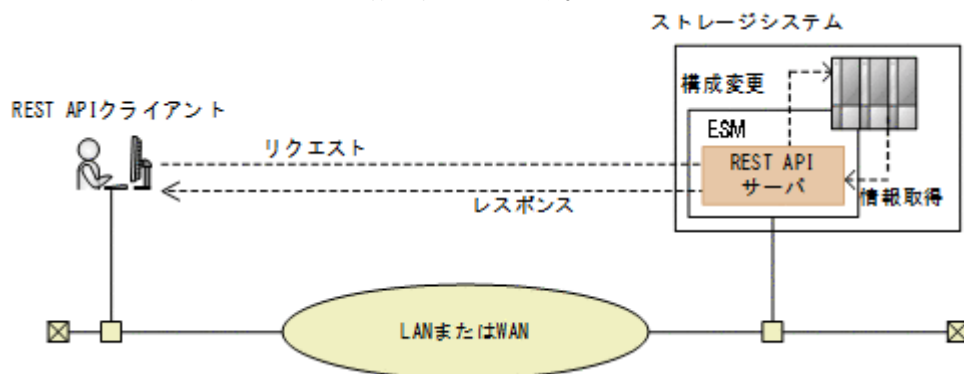 ストレージシステム
構成変更
REST APIクライアント
ESM
リクエスト
REST API
サーバ
レスポンス
情報取得
LANまたはWAN